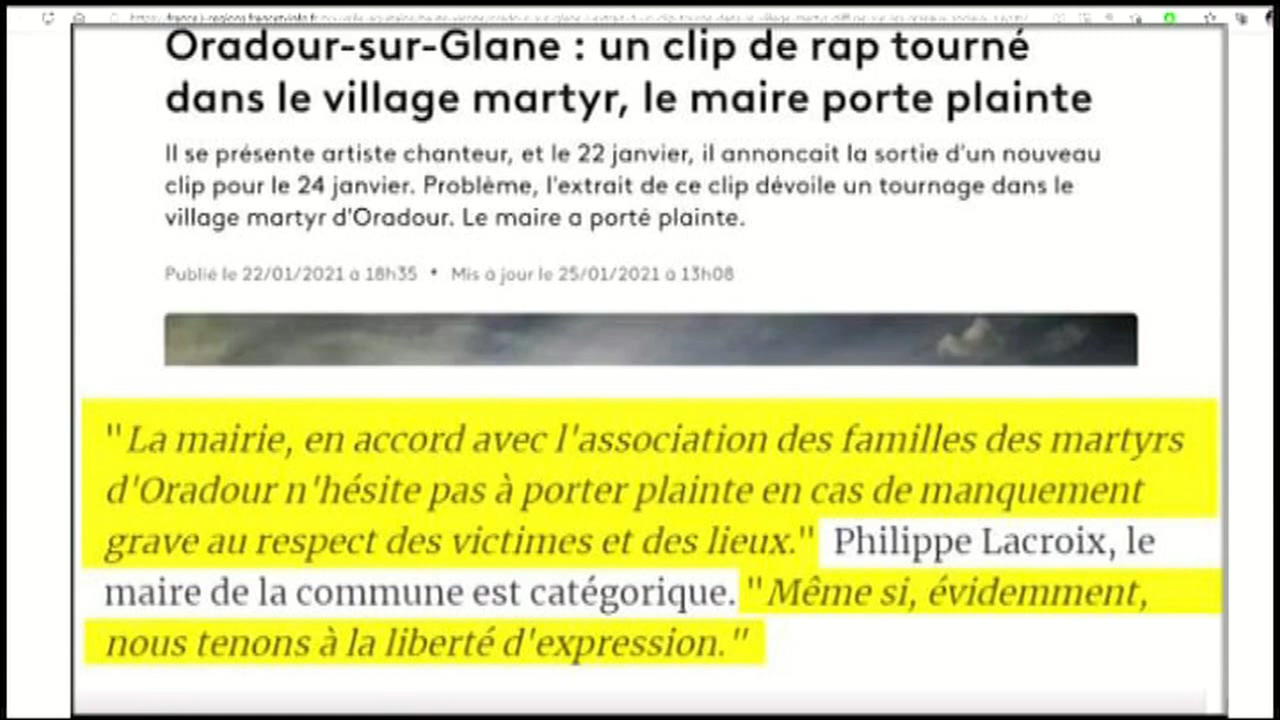 Oradour-sur-Glane : un clip de rap tourné
dans le village martyr, le maire porte plainte
Il se présente artiste chanteur, et le 22 janvier, il annoncait la sortie d'un nouveau
clip pour le 24 janvier. Problème, l'extrait de ce clip dévoile un tournage dans le
village martyr d'Oradour. Le maire a porté plainte.
Publié le 22/01/2021 à 18h35 • Mis à jour le 25/01/2021 à 13h08
"La mairie, en accord avec l'association des familles des martyrs
d'Oradour n'hésite pas à porter plainte en cas de manquement
grave au respect des victimes et des lieux." Philippe Lacroix, le
maire de la commune est catégorique. "Même si, évidemment,
nous tenons à la liberté d'expression."